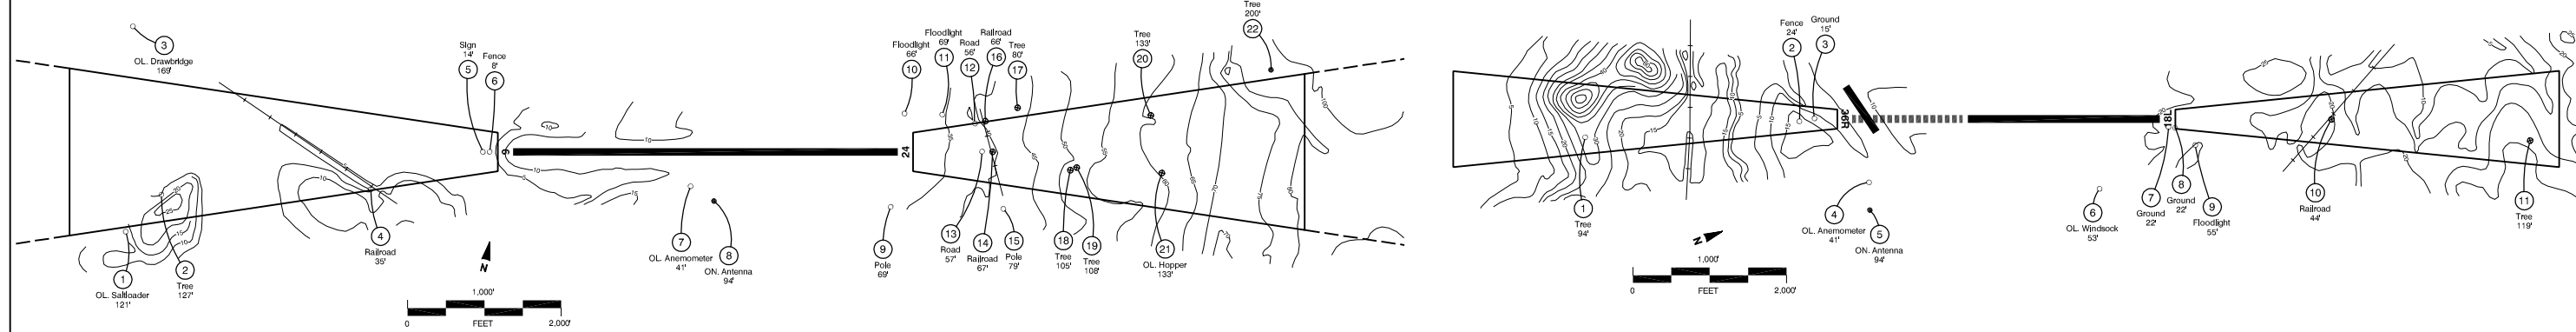 3
OL. Drawbridge
169'
1
OL. Saltloader
121'
2
Tree
127'
4
Railroad
35'
Sign
14'
5
Fence
8'
6
6
N
1,000'
0
FEET
2,000'
7
OL. Anemometer
41'
8
ON. Antenna
94'
24
Floodlight
66'
10
Floodlight
69'
11
Road
56'
12
Railroad
66'
16
Tree
80'
17
Tree
133'
20
Tree
200'
22
9
Pole
69'
13
Road
57'
14
Railroad
67'
15
Pole
79'
18
Tree
105'
19
Tree
108'
21
OL. Hopper
133'
1
Tree
94'
Fence
24'
2
Ground
15'
3
36R
N
1,000'
0
FEET
2,000'
4
OL. Anemometer
41'
5
ON. Antenna
94'
6
OL. Windsock
53'
18L
7
Ground
22'
8
Ground
22'
9
Floodlight
55'
10
Railroad
44'
11
Tree
119'